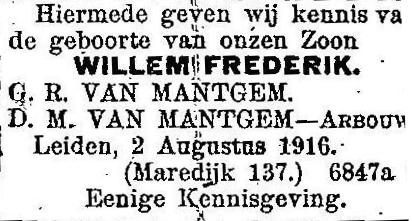 Hiermede geven wij kennis va
de geboorte van onzen Zoon
WILLEM FREDERIK.
G. R. VAN MANTGEM.
D. M. VAN MANTGEM—ARBOUW
Leiden, 2 Augustus 1916.
(Maredijk 137.) 6847a
Eenige Kennisgeving.